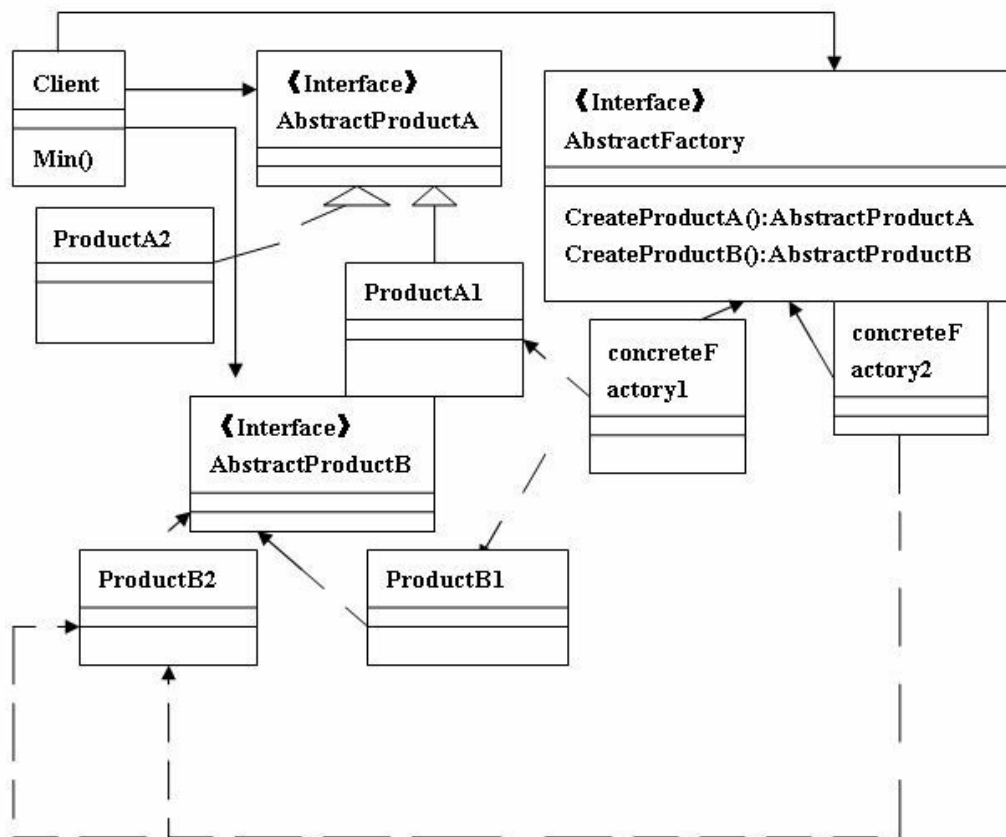 Client
Min()
《Interface》
AbstractProductA
《Interface》
AbstractFactory
CreateProductA():AbstractProductA
CreateProductB():AbstractProductB
ProductA2
ProductA1
concreteF
actory1
concreteF
actory2
《Interface》
AbstractProductB
ProductB2
ProductB1